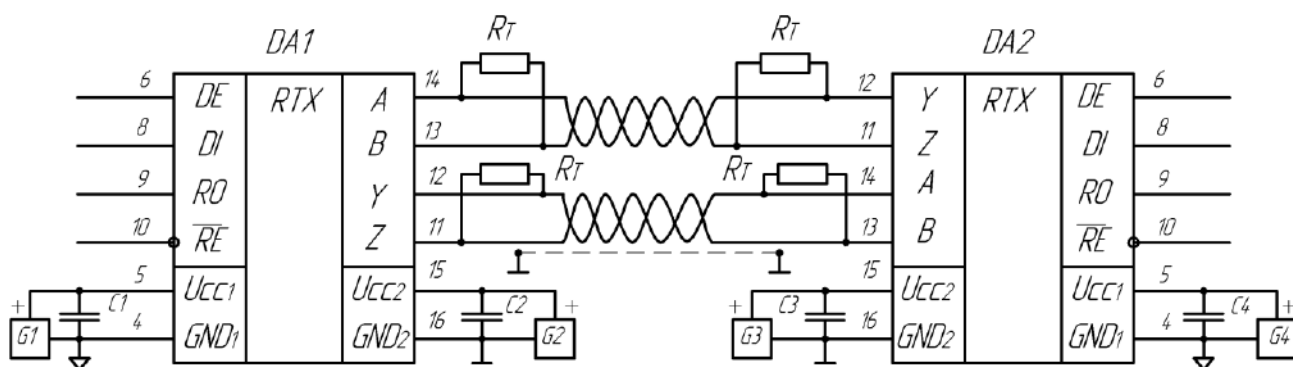 RT RT
DA1 DA2
6 DE RTX A 14 12 Y RTX DE 6
8 DI B 13 11 Z DI 8
9 RO Y 12 RT RT 14 A RO 9
10 RE Z 11 13 B RE 10
5 UCC1 UCC2 15 15 UCC2 UCC1 5
+ C1 C2 + + C3 C4 +
G1 4 GND1 GND2 16 G2 G3 16 GND2 GND1 4 G4